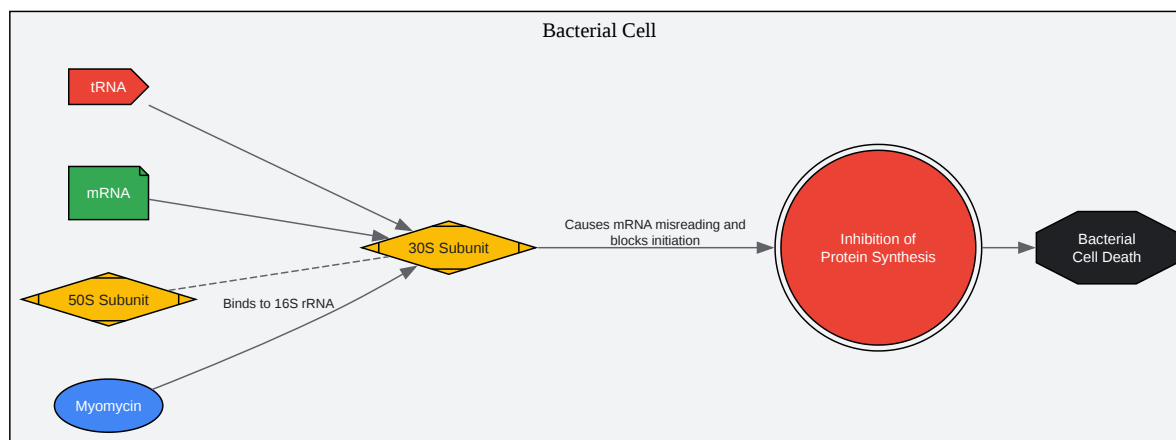 Bacterial Cell
tRNA
mRNA
30S Subunit
50S Subunit
Binds to 16S rRNA
Myomycin
Causes mRNA misreading and
blocks initiation
Inhibition of
Protein Synthesis
Bacterial
Cell Death